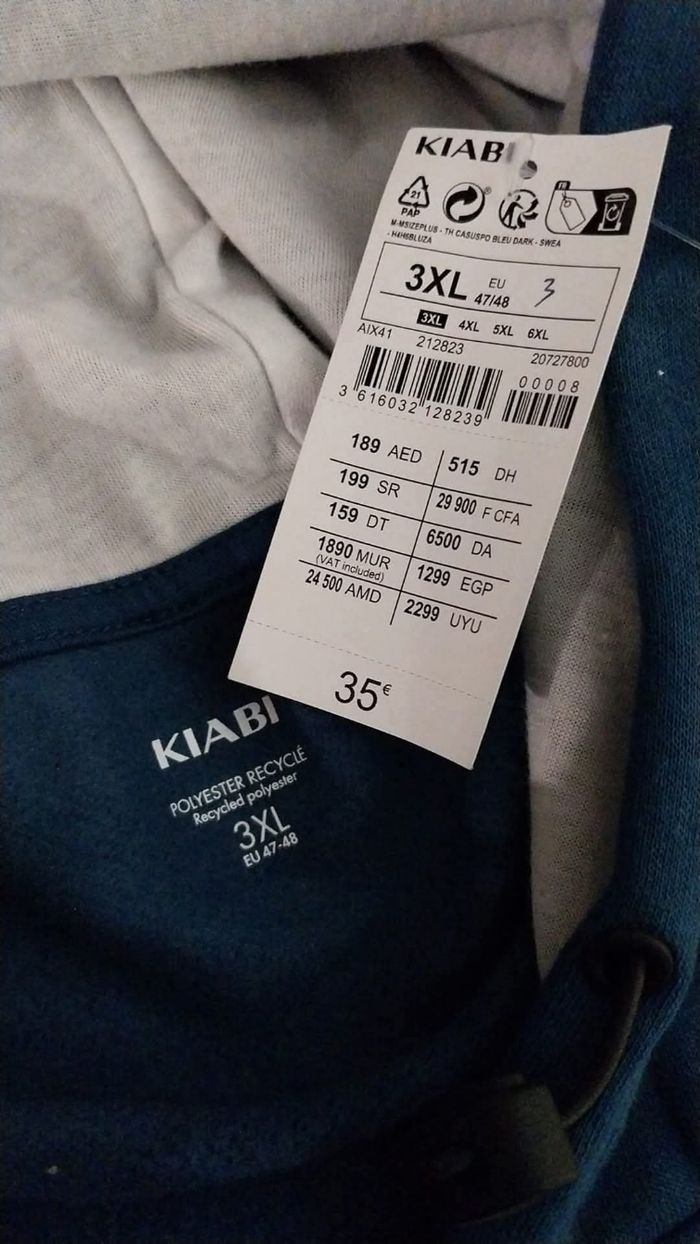 KIABI
21
PAP
FR
M-MSIZEPLUS - TH CASUSPO BLEU DARK - SWEA
- H4H6BLUZA
3XL EU 47/48 3
3XL 4XL 5XL 6XL
AIX41 212823 20727800
00008
3 616032 128239
189 AED 515 DH
199 SR 29 900 F CFA
159 DT 6500 DA
1890 MUR 1299 EGP
(VAT included)
24 500 AMD 2299 UYU
35€
KIABI
POLYESTER RECYCLÉ
Recycled polyester
3XL
EU 47-48